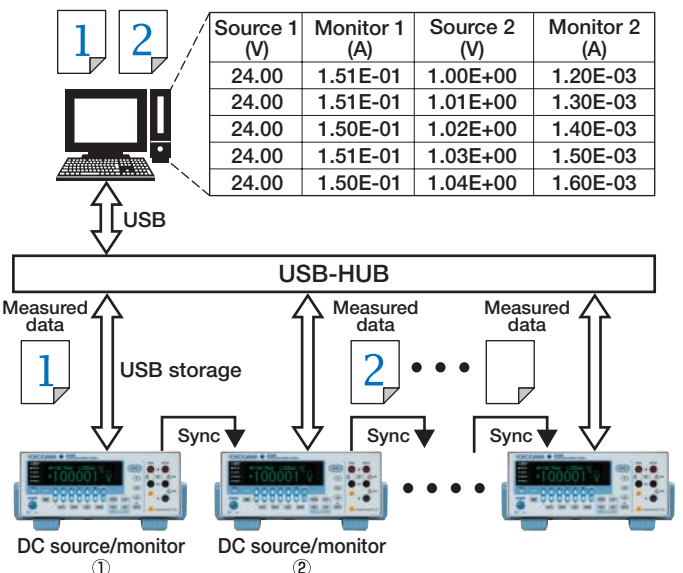 1
2
Source 1 Monitor 1 Source 2 Monitor 2
(V) (A) (V) (A)
24.00 1.51E-01 1.00E+00 1.20E-03
24.00 1.51E-01 1.01E+00 1.30E-03
24.00 1.50E-01 1.02E+00 1.40E-03
24.00 1.51E-01 1.03E+00 1.50E-03
24.00 1.50E-01 1.04E+00 1.60E-03
USB
USB-HUB
Measured
data
1
USB storage
Measured
data
2
Measured
data
Sync
Sync
Sync
YOKOGAWA
DC source/monitor
①
DC source/monitor
②